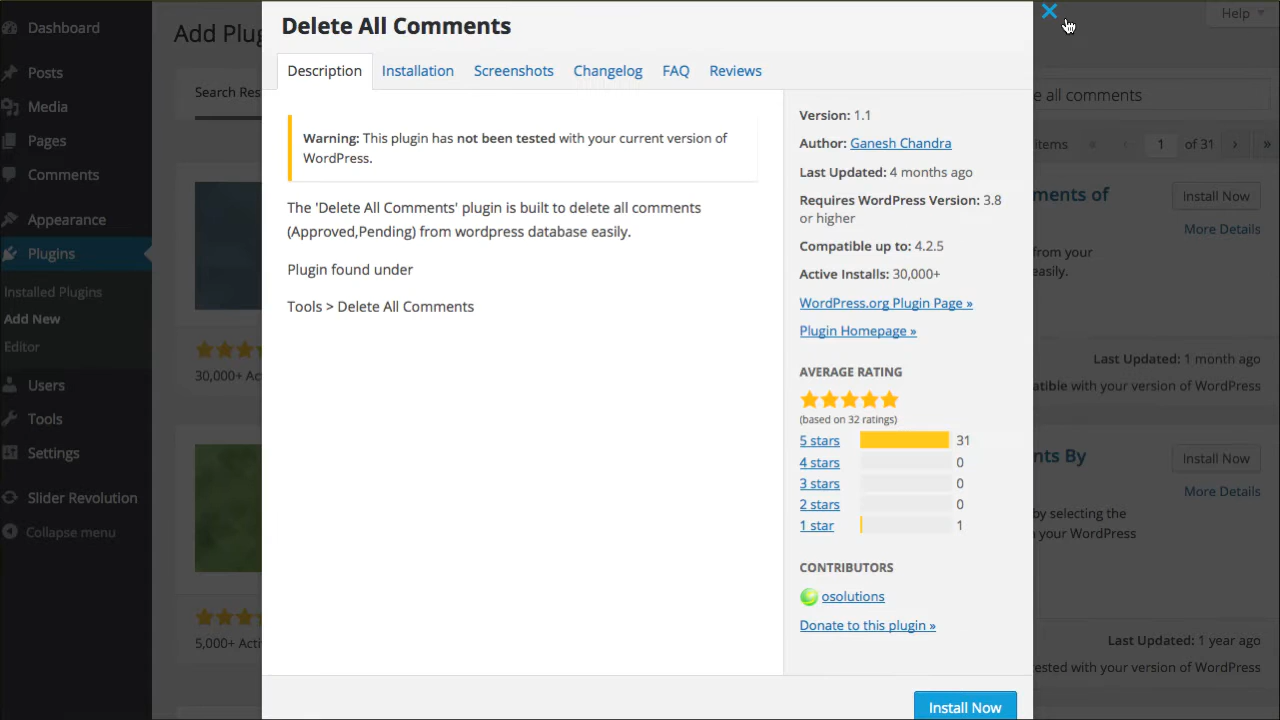 Delete All Comments
Description
Installation
Screenshots
Changelog
FAQ
Reviews
Warning: This plugin has not been tested with your current version of
WordPress.
The 'Delete All Comments' plugin is built to delete all comments
(Approved,Pending) from wordpress database easily.
Plugin found under
Tools > Delete All Comments
Version: 1.1
Author: Ganesh Chandra
Last Updated: 4 months ago
Requires WordPress Version: 3.8
or higher
Compatible up to: 4.2.5
Active Installs: 30,000+
WordPress.org Plugin Page »
Plugin Homepage »
AVERAGE RATING
(based on 32 ratings)
5 stars 31
4 stars 0
3 stars 0
2 stars 0
1 star 1
CONTRIBUTORS
osolutions
Donate to this plugin »
Install Now
Dashboard
Posts
Media
Pages
Comments
Appearance
Plugins
Installed Plugins
Add New
Editor
Users
Tools
Settings
Slider Revolution
Collapse menu
Add Plug
Search Res
30,000+ Ac
5,000+ Acti
Help
e all comments
items « ‹ 1 of 31 › »
ments of
Install Now
More Details
from your
easily.
Last Updated: 1 month ago
patible with your version of WordPress
nts By
Install Now
More Details
by selecting the
your WordPress
Last Updated: 1 year ago
tested with your version of WordPress